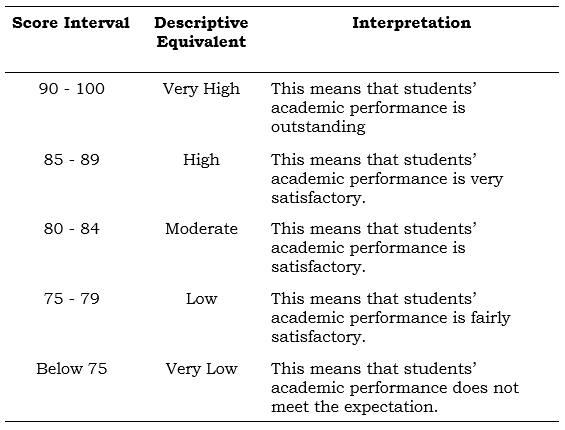 Score Interval Descriptive Equivalent Interpretation
90 - 100 Very High This means that students’
academic performance is
outstanding
85 - 89 High This means that students’
academic performance is very
satisfactory.
80 - 84 Moderate This means that students’
academic performance is
satisfactory.
75 - 79 Low This means that students’
academic performance is fairly
satisfactory.
Below 75 Very Low This means that students’
academic performance does not
meet the expectation.